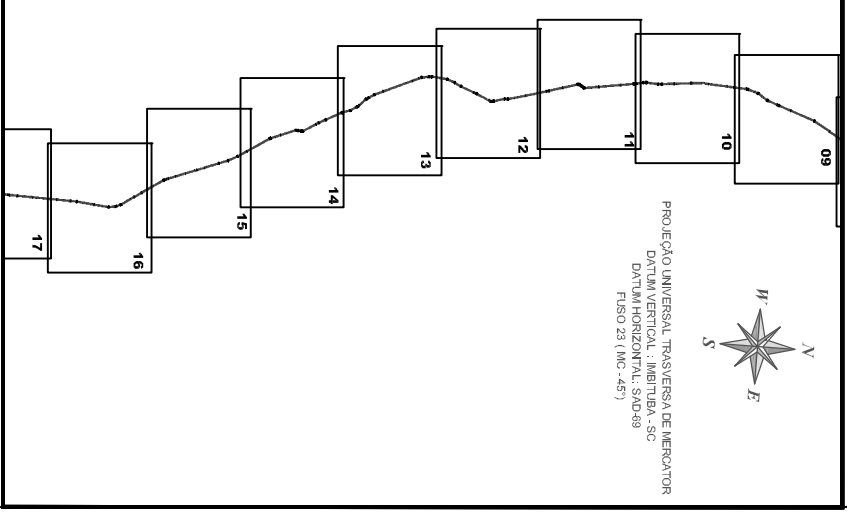 09
10
11
12
13
14
15
16
17
N
W
E
S
PROJEÇÃO UNIVERSAL TRASVERSA DE MERCATOR
DATUM VERTICAL : IMBITUBA - SC
DATUM HORIZONTAL: SAD-69
FUSO 23 ( MC - 45°)